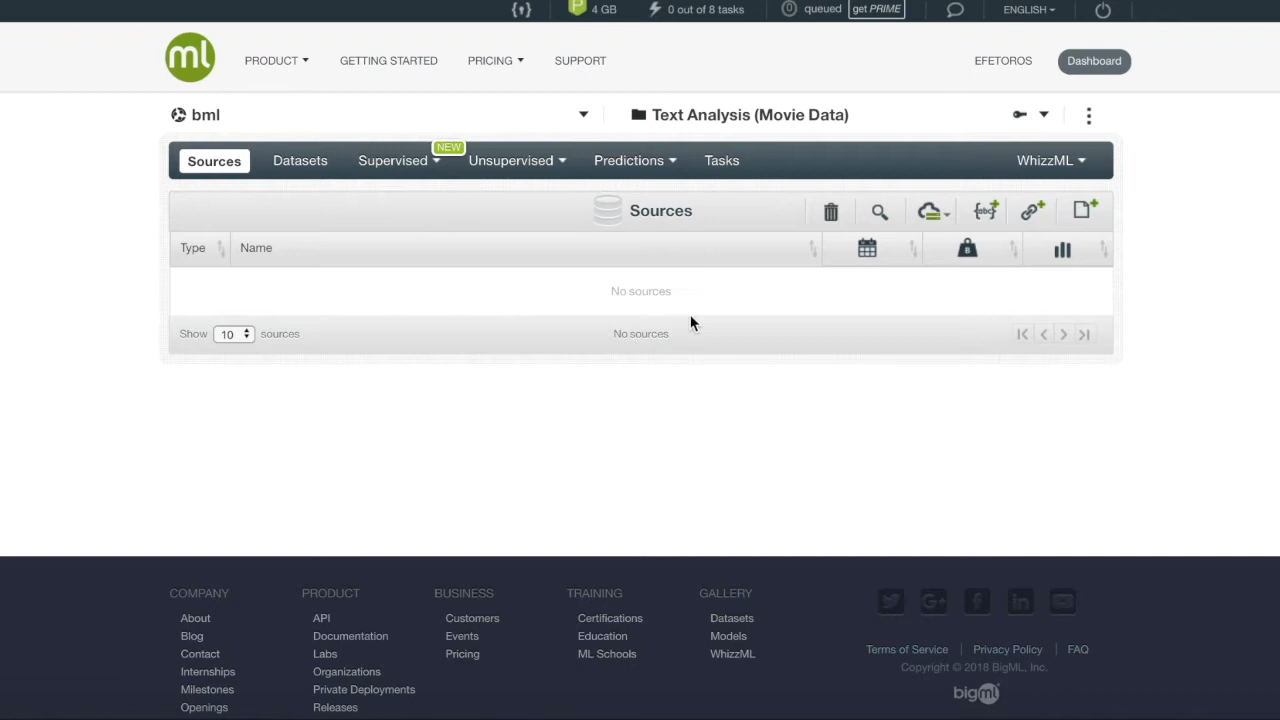 4 GB 0 out of 8 tasks 0 queued get PRIME ENGLISH
ml PRODUCT GETTING STARTED PRICING SUPPORT EFETOROS Dashboard
bml Text Analysis (Movie Data)
NEW
Sources Datasets Supervised Unsupervised Predictions Tasks WhizzML
Sources
Type Name
No sources
Show 10 sources No sources
COMPANY PRODUCT BUSINESS TRAINING GALLERY
About API Customers Certifications Datasets
Blog Documentation Events Education Models
Contact Labs Pricing ML Schools WhizzML Terms of Service Privacy Policy FAQ
Internships Organizations Copyright © 2018 BigML, Inc.
Milestones Private Deployments bigml
Openings Releases